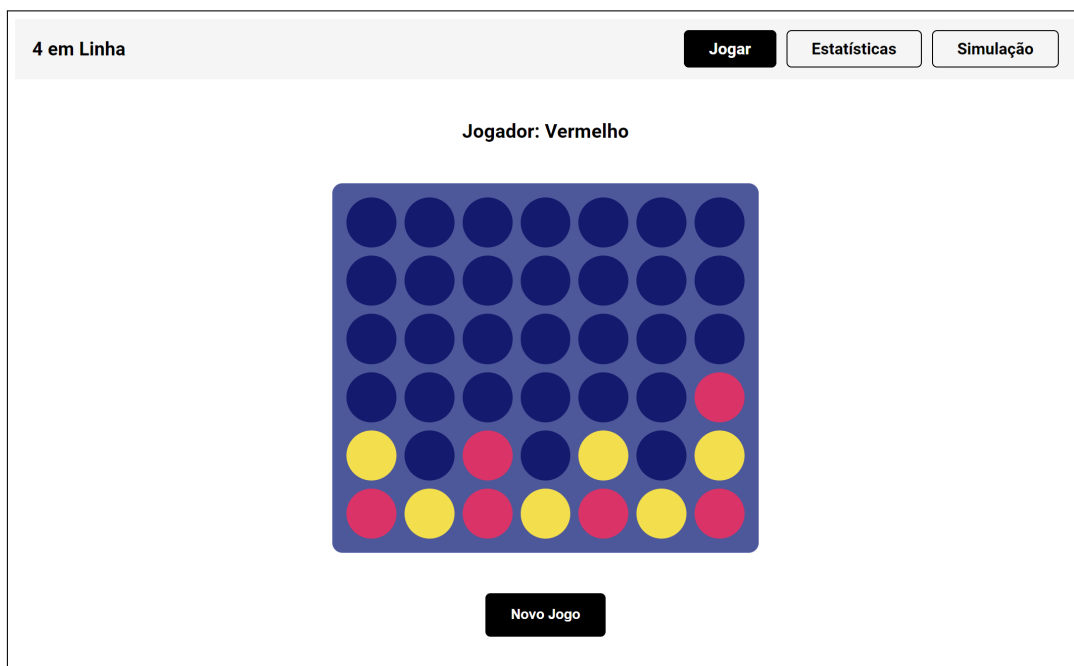 4 em Linha
Jogar
Estatísticas
Simulação
Jogador: Vermelho
Novo Jogo